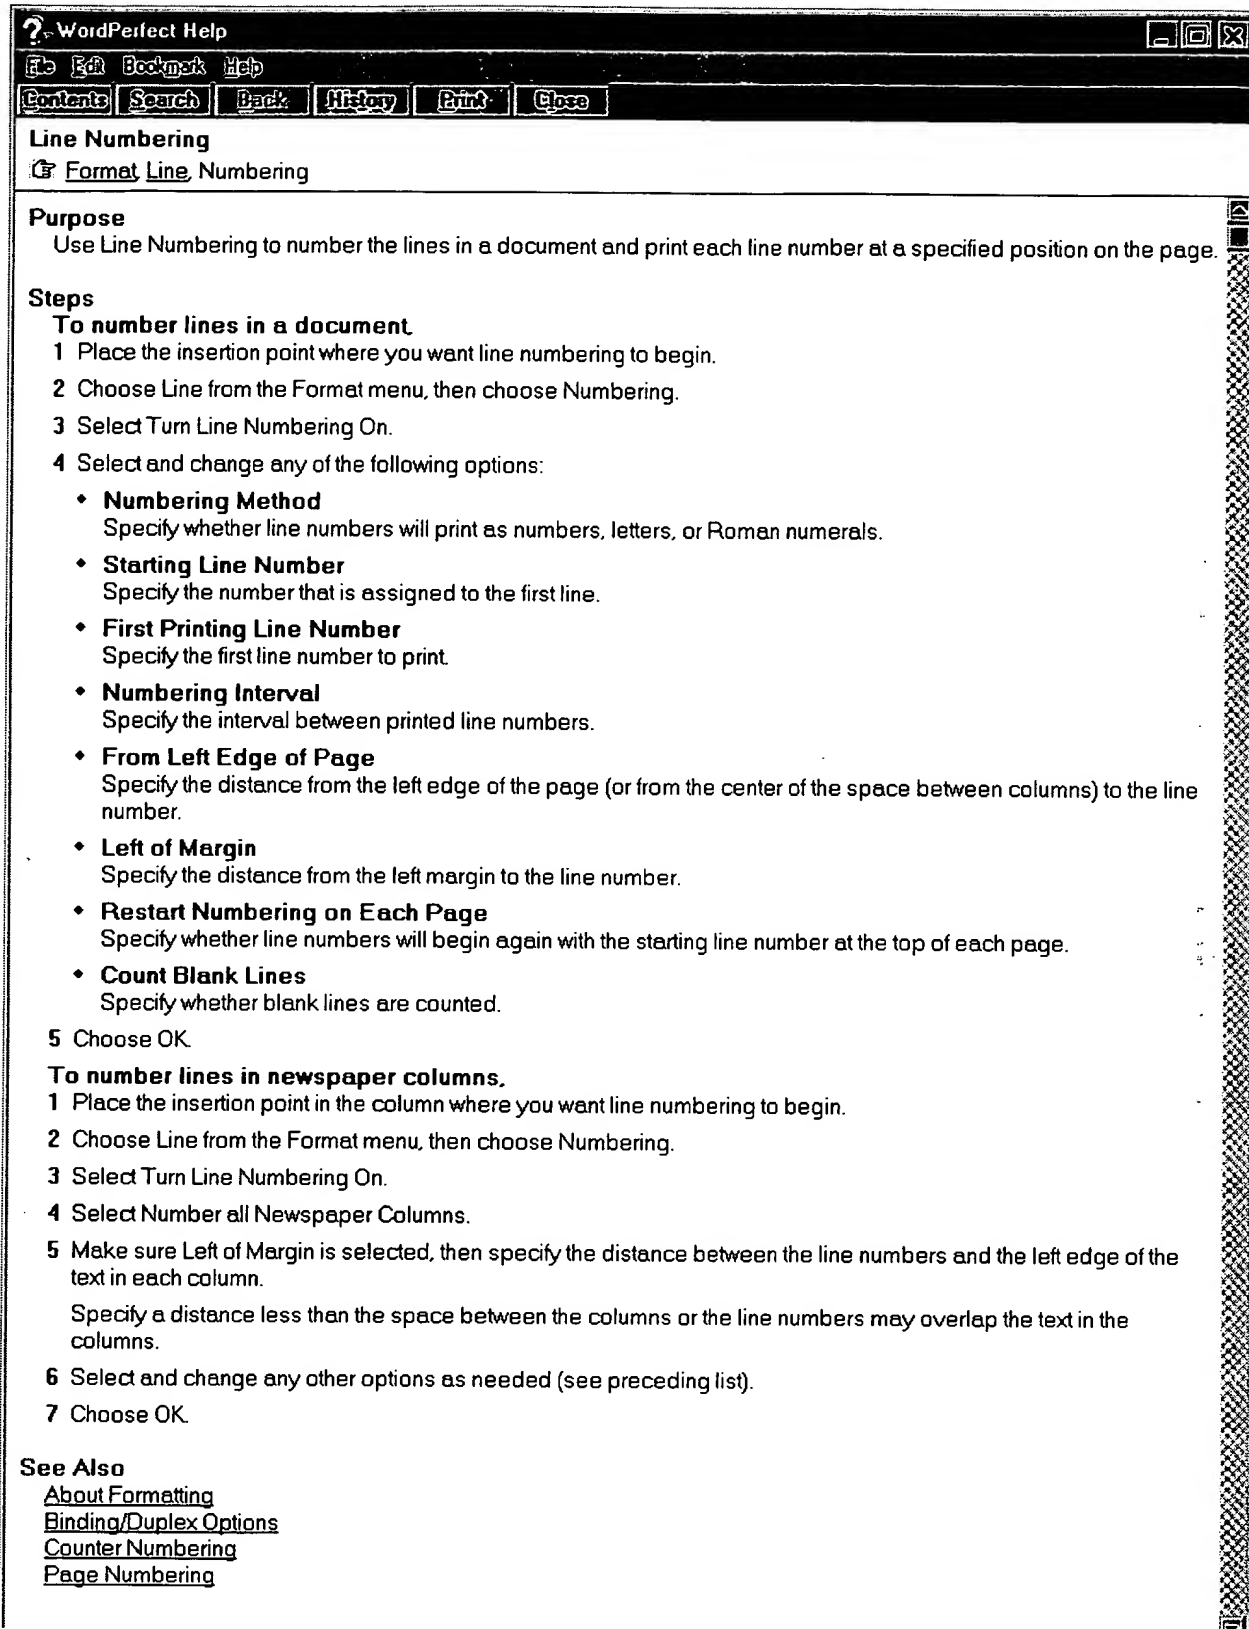 WordPerfect Help
File Edit Bookmark Help
Contents Search Back History Print Close
Line Numbering
Format, Line, Numbering
Purpose
Use Line Numbering to number the lines in a document and print each line number at a specified position on the page.
Steps
To number lines in a document.
1 Place the insertion point where you want line numbering to begin.
2 Choose Line from the Format menu, then choose Numbering.
3 Select Turn Line Numbering On.
4 Select and change any of the following options:
• Numbering Method
Specify whether line numbers will print as numbers, letters, or Roman numerals.
• Starting Line Number
Specify the number that is assigned to the first line.
• First Printing Line Number
Specify the first line number to print.
• Numbering Interval
Specify the interval between printed line numbers.
• From Left Edge of Page
Specify the distance from the left edge of the page (or from the center of the space between columns) to the line
number.
• Left of Margin
Specify the distance from the left margin to the line number.
• Restart Numbering on Each Page
Specify whether line numbers will begin again with the starting line number at the top of each page.
• Count Blank Lines
Specify whether blank lines are counted.
5 Choose OK.
To number lines in newspaper columns.
1 Place the insertion point in the column where you want line numbering to begin.
2 Choose Line from the Format menu, then choose Numbering.
3 Select Turn Line Numbering On.
4 Select Number all Newspaper Columns.
5 Make sure Left of Margin is selected, then specify the distance between the line numbers and the left edge of the
text in each column.
Specify a distance less than the space between the columns or the line numbers may overlap the text in the
columns.
6 Select and change any other options as needed (see preceding list).
7 Choose OK.
See Also
About Formatting
Binding/Duplex Options
Counter Numbering
Page Numbering